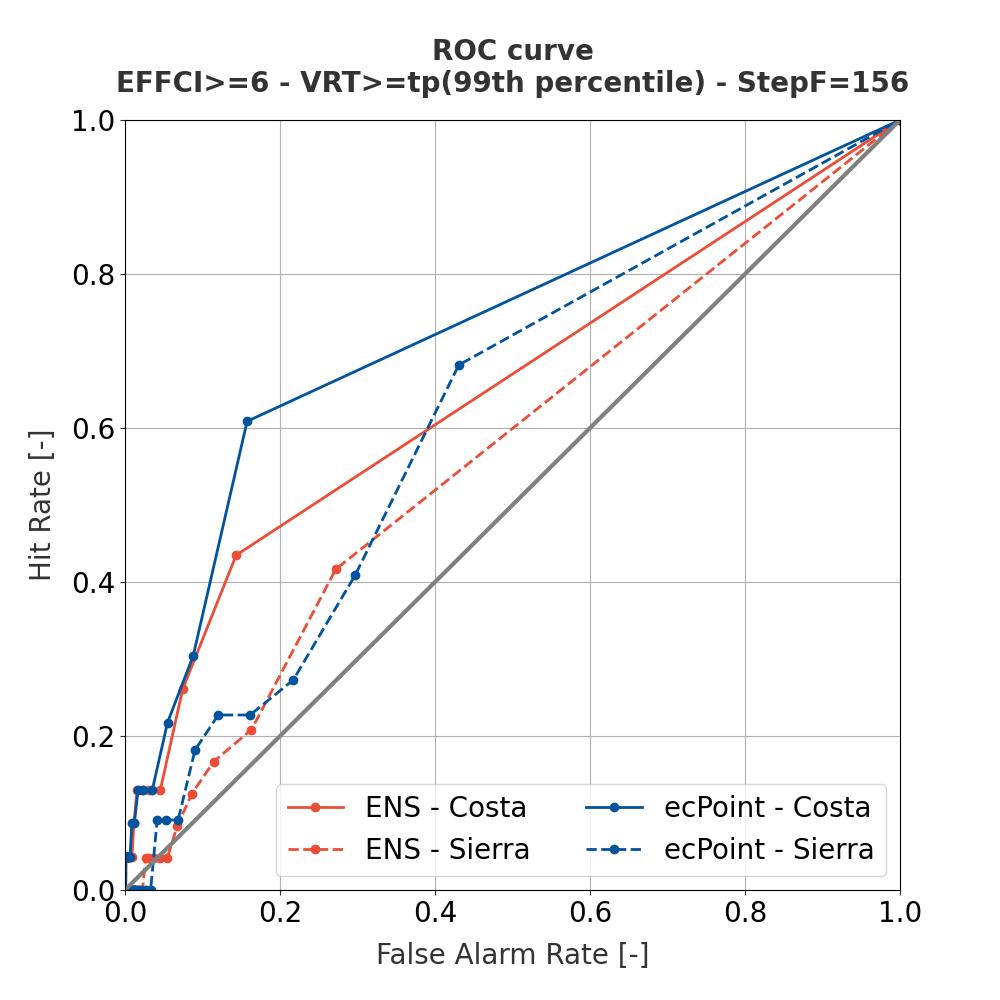 ROC curve
EFFCI>=6 - VRT>=tp(99th percentile) - StepF=156
1.0
0.8
0.6
0.4
0.2
0.0
Hit Rate [-]
ENS - Costa
ENS - Sierra
ecPoint - Costa
ecPoint - Sierra
0.0 0.2 0.4 0.6 0.8 1.0
False Alarm Rate [-]